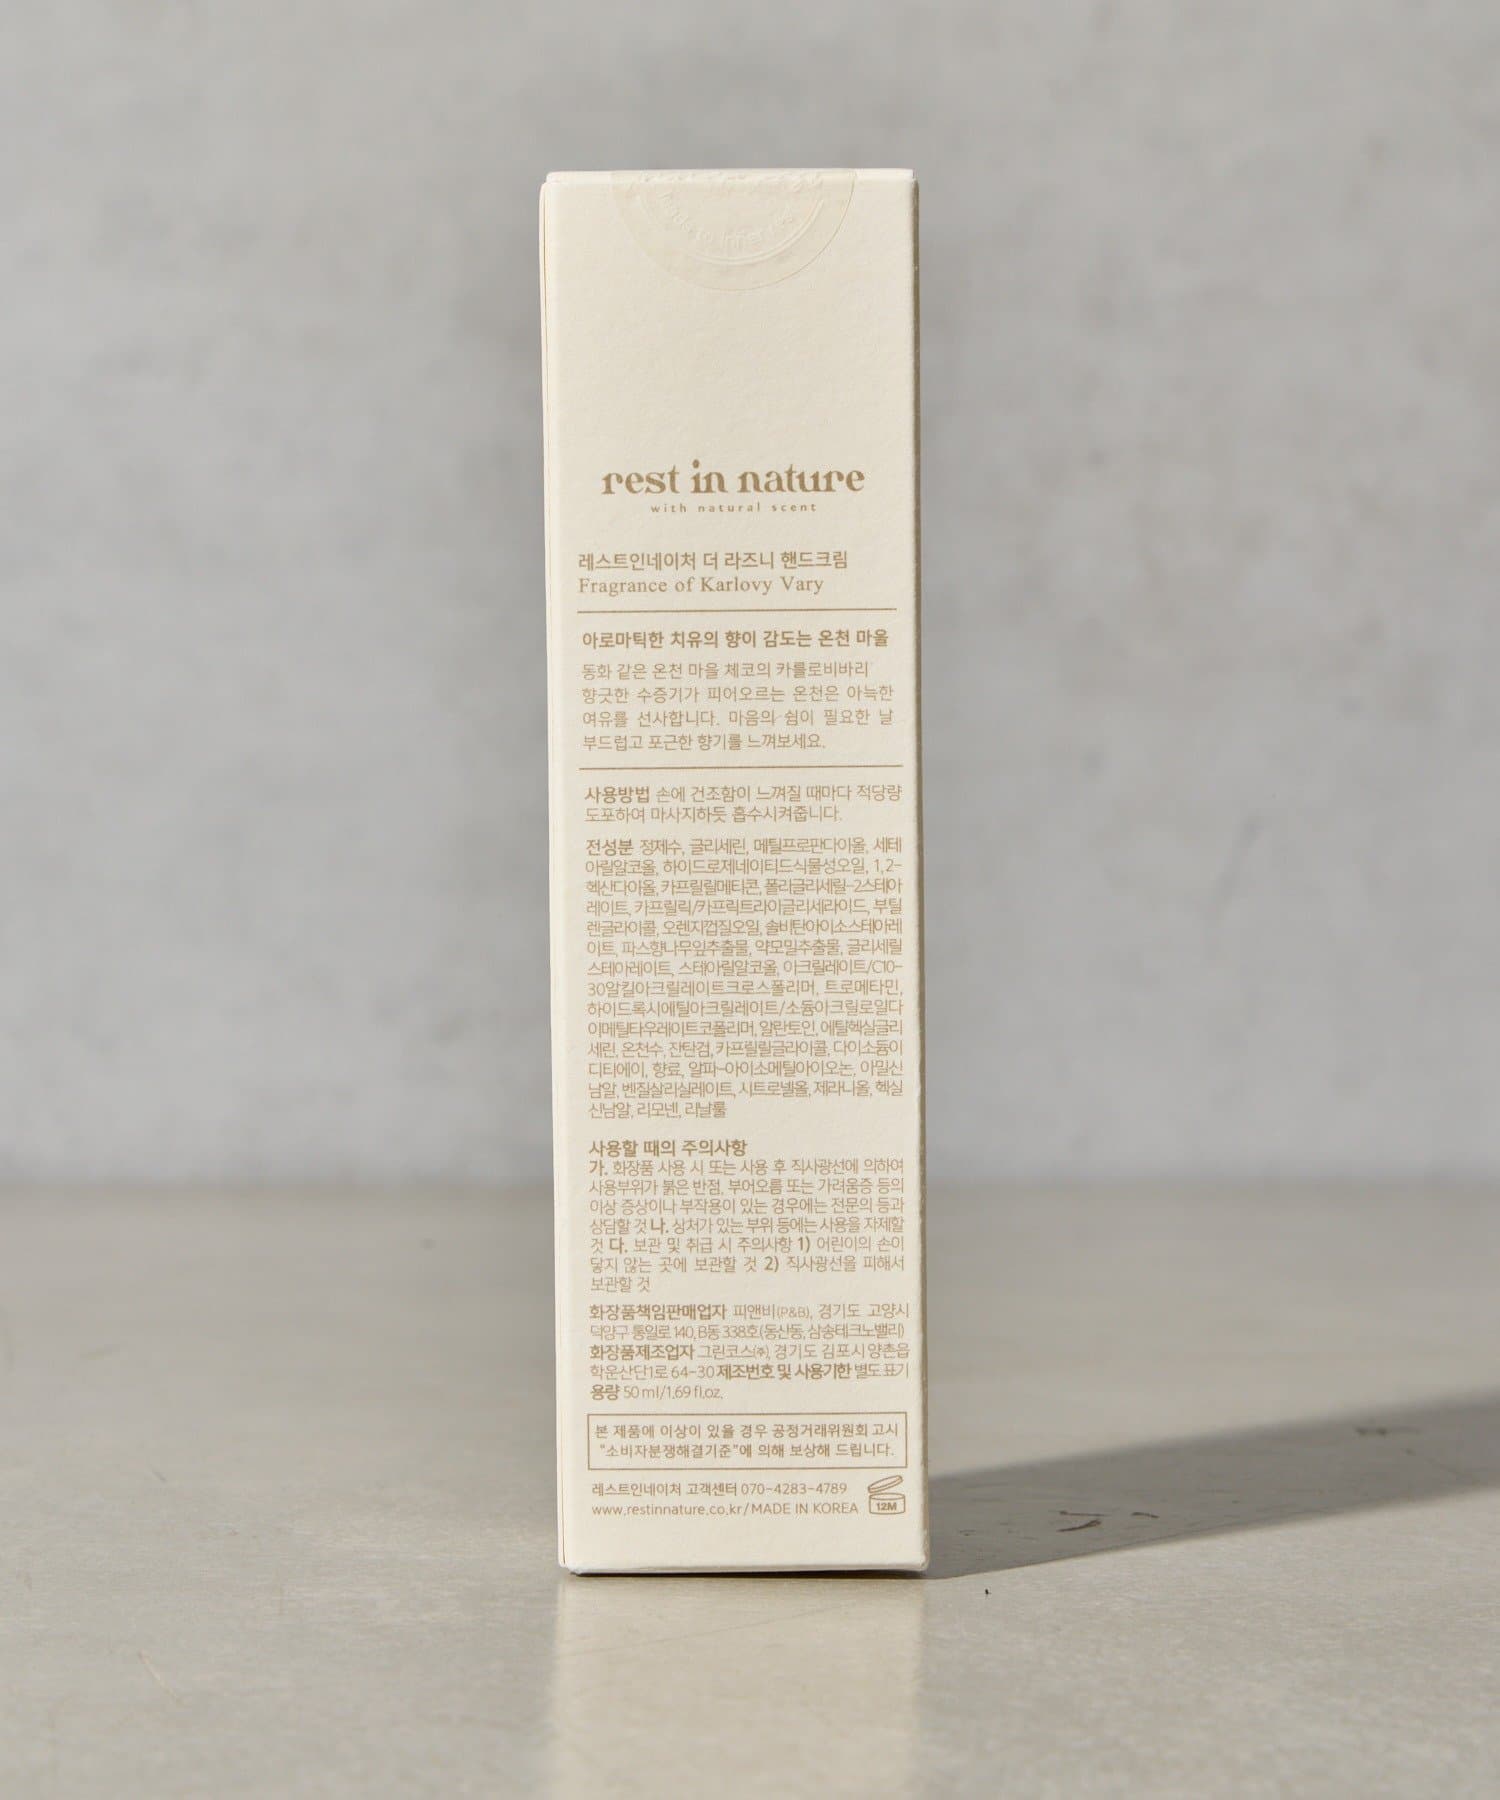 made to inner
rest in nature
with natural scent
레스트인네이처 더 라즈니 핸드크림
Fragrance of Karlovy Vary
아로마틱한 치유의 향이 감도는 온천 마을
동화 같은 온천 마을 체코의 카를로비바리
향긋한 수증기가 피어오르는 온천은 아늑한
여유를 선사합니다. 마음의 쉼이 필요한 날
부드럽고 포근한 향기를 느껴보세요.
사용방법 손에 건조함이 느껴질 때마다 적당량
도포하여 마사지하듯 흡수시켜줍니다.
전성분 정제수, 글리세린, 메틸프로판다이올, 세테
아릴알코올, 하이드로제네이티드식물성오일, 1,2-
헥산다이올, 카프릴릴메티콘, 폴리글리세릴-2스테아
레이트, 카프릴릭/카프릭트라이글리세라이드, 부틸
렌글라이콜, 오렌지껍질오일, 솔비탄아이소스테아레
이트, 파스향나무잎추출물, 약모밀추출물, 글리세릴
스테아레이트, 스테아릴알코올, 아크릴레이트/C10-
30알킬아크릴레이트크로스폴리머, 트로메타민,
하이드록시에틸아크릴레이트/소듐아크릴로일다
이메틸타우레이트코폴리머, 알란토인, 에틸헥실글리
세린, 온천수, 잔탄검, 카프릴릴글라이콜, 다이소듐이
디티에이, 향료, 알파-아이소메틸아이오논, 아밀신
남알, 벤질살리실레이트, 시트로넬올, 제라니올, 헥실
신남알, 리모넨, 리날룰
사용할 때의 주의사항
가. 화장품 사용 시 또는 사용 후 직사광선에 의하여
사용부위가 붉은 반점, 부어오름 또는 가려움증 등의
이상 증상이나 부작용이 있는 경우에는 전문의 등과
상담할 것 나. 상처가 있는 부위 등에는 사용을 자제할
것 다. 보관 및 취급 시 주의사항 1) 어린이의 손이
닿지 않는 곳에 보관할 것 2) 직사광선을 피해서
보관할 것
화장품책임판매업자 피앤비(P&B), 경기도 고양시
덕양구 통일로 140, B동 338호(동산동, 삼송테크노밸리)
화장품제조업자 그린코스㈜, 경기도 김포시 양촌읍
학운산단1로 64-30 제조번호 및 사용기한 별도 표기
용량 50 ml/1.69 fl.oz.
본 제품에 이상이 있을 경우 공정거래위원회 고시
"소비자분쟁해결기준"에 의해 보상해 드립니다.
레스트인네이처 고객센터 070-4283-4789
www.restinnature.co.kr/MADE IN KOREA
12M